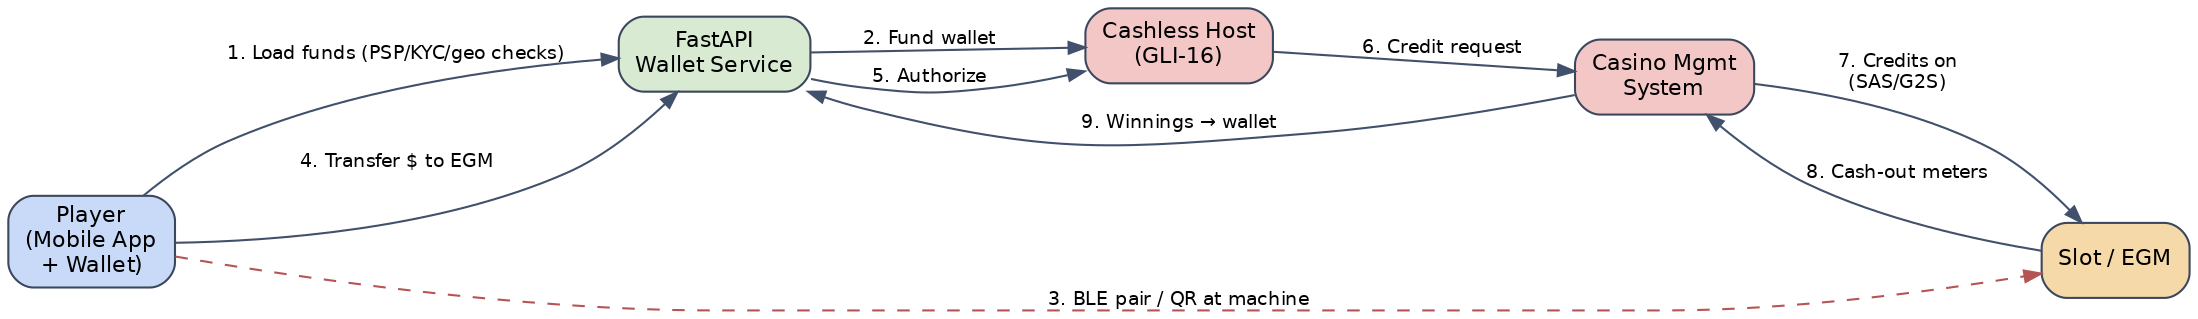 1. Load funds (PSP/KYC/geo checks)
FastAPI
Wallet Service
2. Fund wallet
5. Authorize
Cashless Host
(GLI-16)
6. Credit request
Casino Mgmt
System
7. Credits on
(SAS/G2S)
9. Winnings → wallet
4. Transfer $ to EGM
8. Cash-out meters
Player
(Mobile App
+ Wallet)
Slot / EGM
3. BLE pair / QR at machine